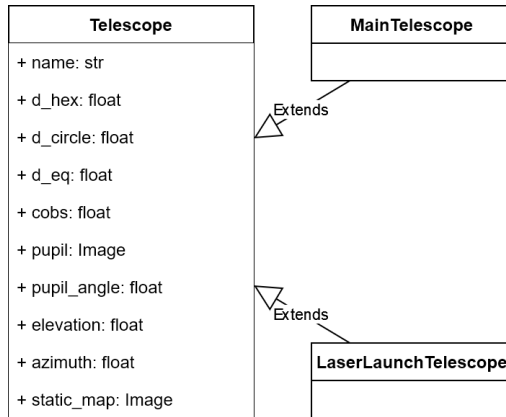 Telescope
+ name: str
+ d_hex: float
+ d_circle: float
+ d_eq: float
+ cobs: float
+ pupil: Image
+ pupil_angle: float
+ elevation: float
+ azimuth: float
+ static_map: Image
MainTelescope
Extends
Extends
LaserLaunchTelescope